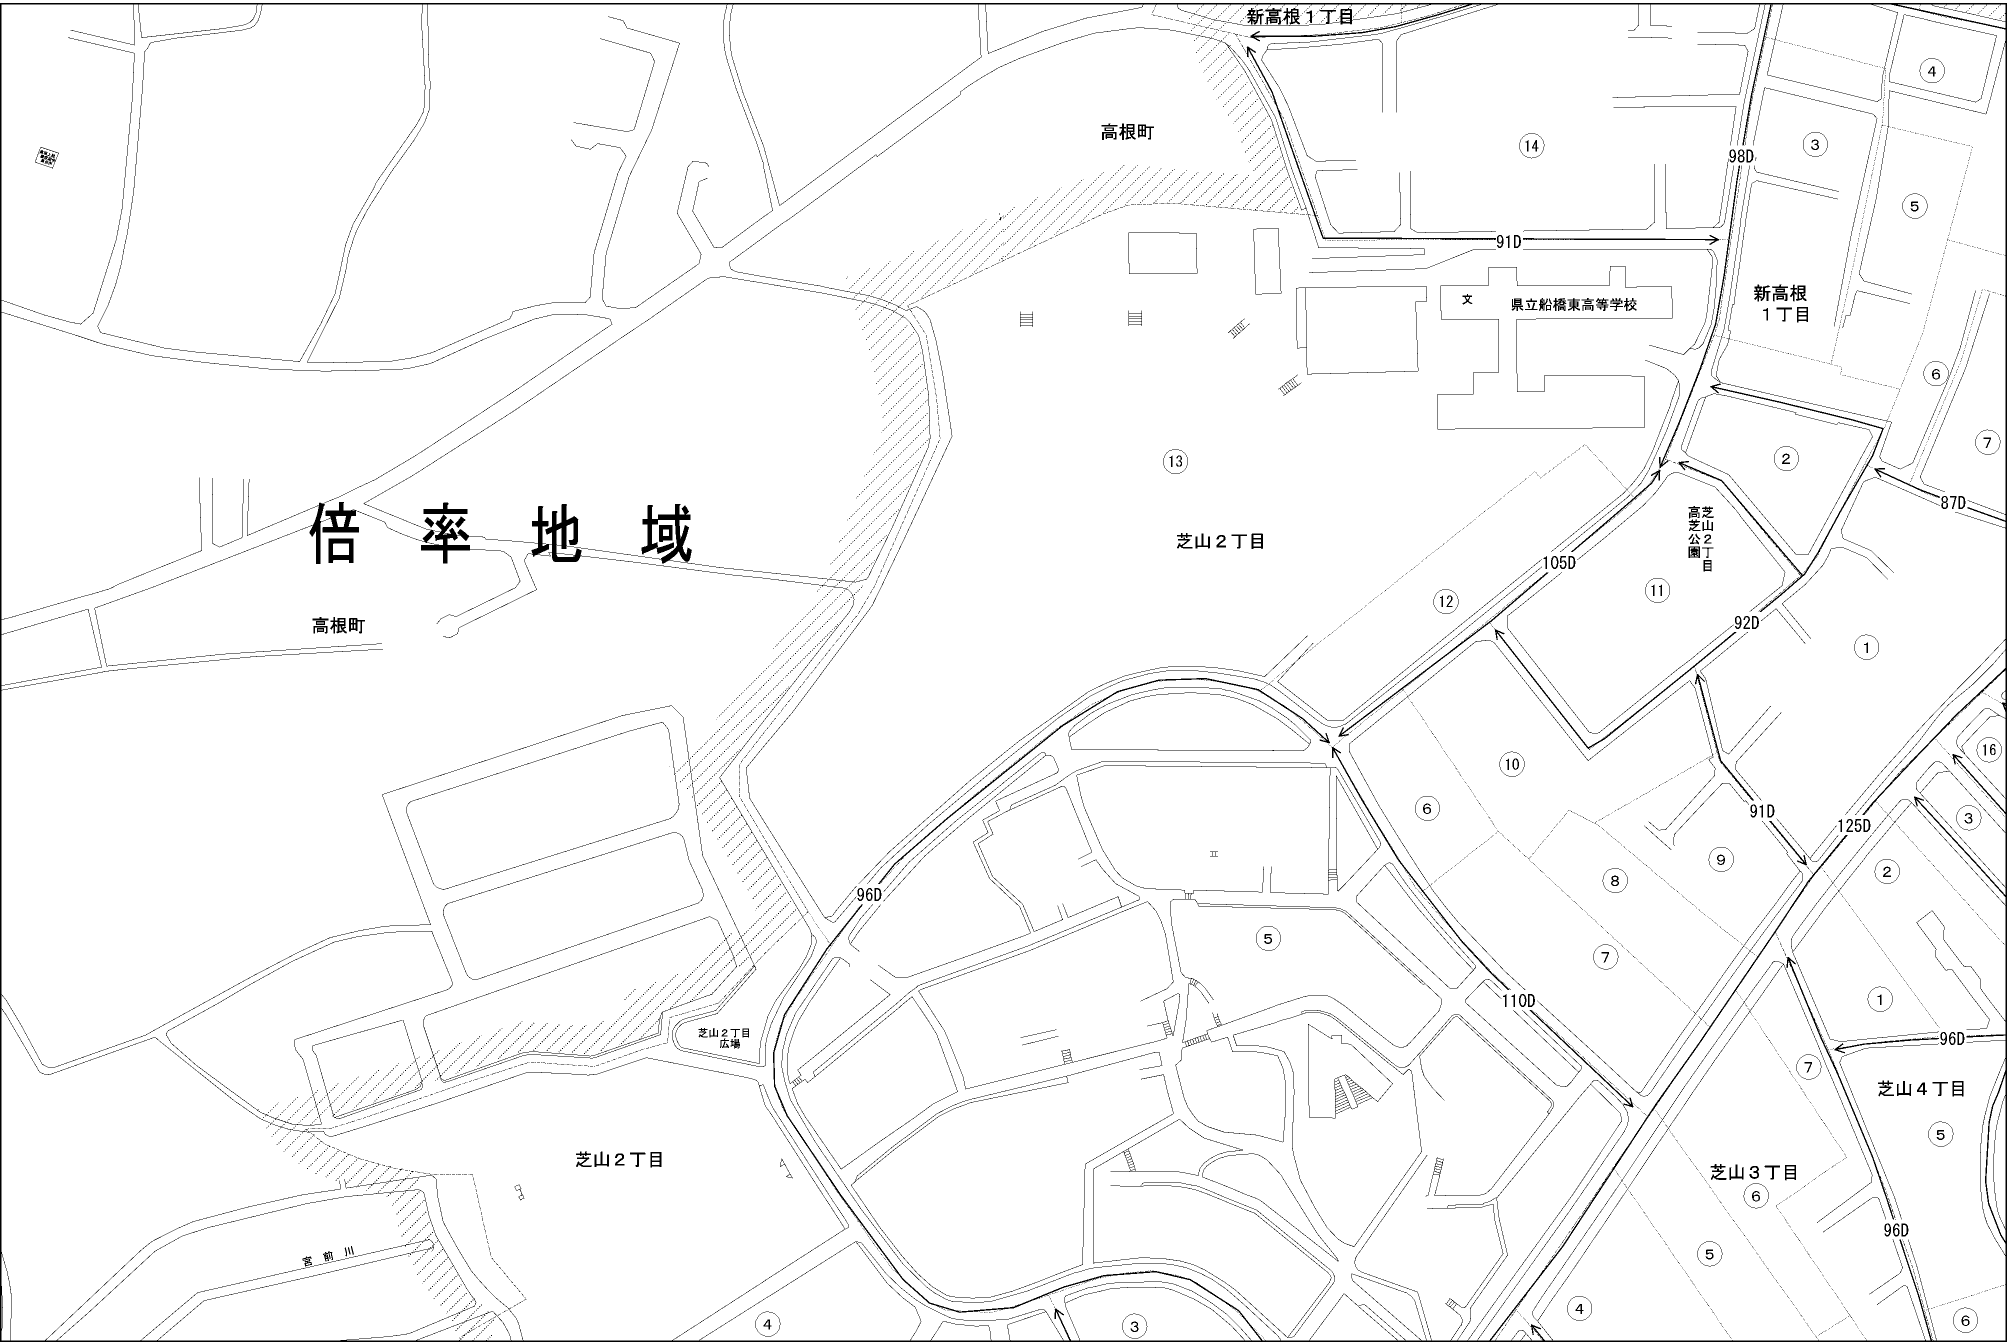 新高根１丁目
高根町
④
⑭
③
98D
⑤
91D
文
県立船橋東高等学校
新高根
１丁目
⑥
⑦
②
⑬
87D
倍率地域
芝山２丁目
高芝公園
芝山２丁目
105D
⑪
⑫
高根町
92D
①
⑩
⑯
⑥
91D
125D
③
⑨
②
⑧
96D
⑤
⑦
①
110D
芝山２丁目
広場
96D
⑦
芝山４丁目
⑤
芝山２丁目
芝山３丁目
⑥
96D
⑤
宮前川
④
③
④
⑥